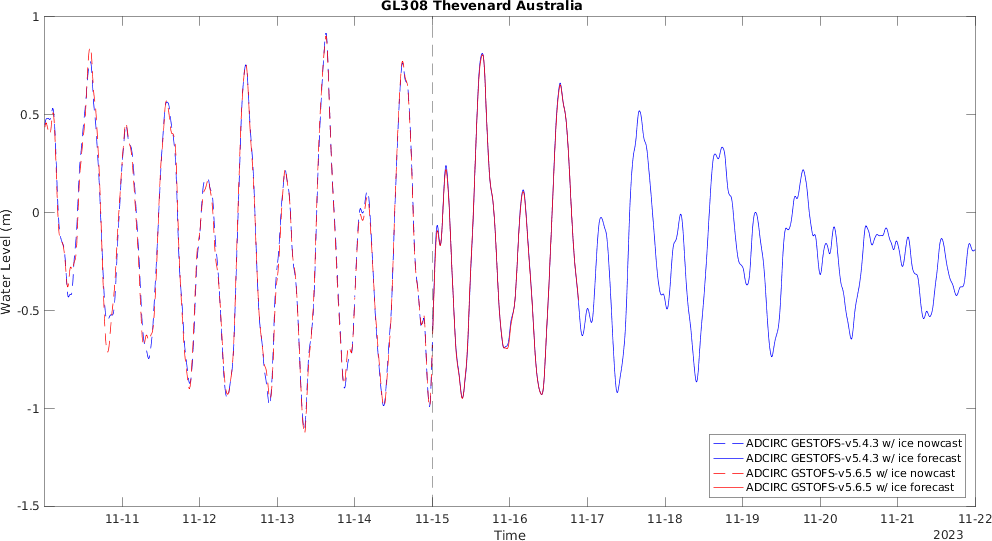 GL308 Thevenard Australia
1
0.5
0
-0.5
-1
-1.5
Water Level (m)
ADCIRC GESTOFS-v5.4.3 w/ ice nowcast
ADCIRC GESTOFS-v5.4.3 w/ ice forecast
ADCIRC GSTOFS-v5.6.5 w/ ice nowcast
ADCIRC GSTOFS-v5.6.5 w/ ice forecast
11-11 11-12 11-13 11-14 11-15 11-16 11-17 11-18 11-19 11-20 11-21 11-22
Time
2023